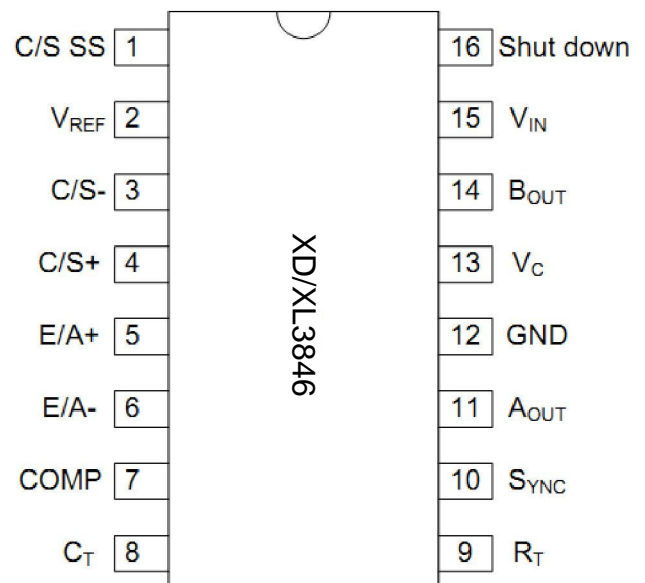 C/S SS 1 16 Shut down
VREF 2 15 VIN
C/S- 3 14 BOUT
C/S+ 4 13 VC
XD/XL3846
E/A+ 5 12 GND
E/A- 6 11 AOUT
COMP 7 10 SYNC
CT 8 9 RT